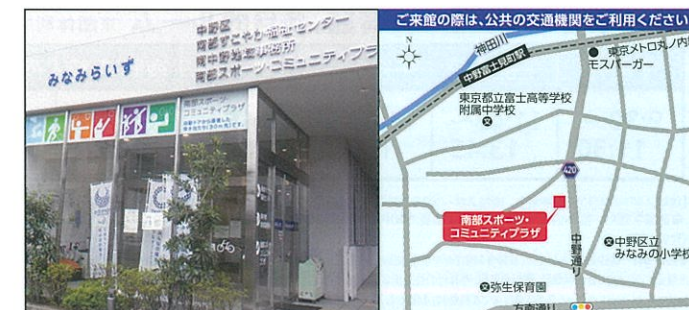 中野区
南部すこやか福祉センター
南中野地域事務所
南部スポーツ・コミュニティプラ
みなみらいず
南部スポーツ・
コミュニティプラザ
ご来館の際は、公共の交通機関をご利用ください
神田川
中野富士見町駅
東京メトロ丸ノ内
モスバーガー
東京都立富士高等学校
附属中学校
文
420
南部スポーツ・
コミュニティプラザ
中野通り
文中野区立
みなみの小学校
文弥生保育園
方南通り